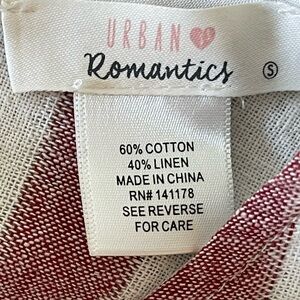 URBAN
Romantics
S
60% COTTON
40% LINEN
MADE IN CHINA
RN# 141178
SEE REVERSE
FOR CARE